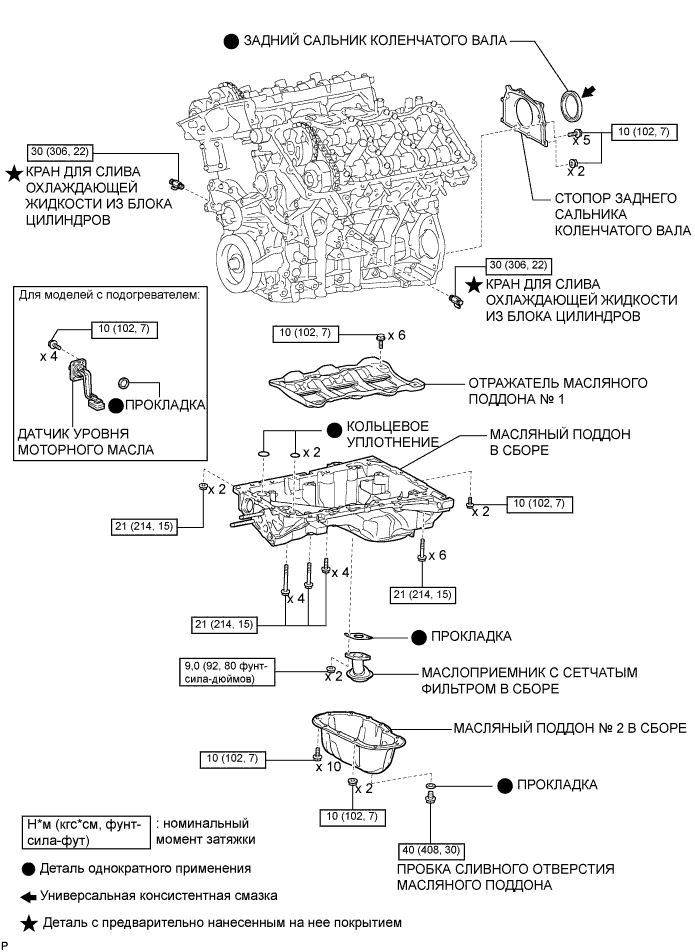 ЗАДНИЙ САЛЬНИК КОЛЕНЧАТОГО ВАЛА
10 (102, 7)
x 5
x 2
30 (306, 22)
КРАН ДЛЯ СЛИВА
ОХЛАЖДАЮЩЕЙ
ЖИДКОСТИ ИЗ БЛОКА
ЦИЛИНДРОВ
СТОПОР ЗАДНЕГО
САЛЬНИКА
КОЛЕНЧАТОГО ВАЛА
30 (306, 22)
КРАН ДЛЯ СЛИВА
ОХЛАЖДАЮЩЕЙ ЖИДКОСТИ
ИЗ БЛОКА ЦИЛИНДРОВ
Для моделей с подогревателем:
10 (102, 7)
x 4
ПРОКЛАДКА
ДАТЧИК УРОВНЯ
МОТОРНОГО МАСЛА
10 (102, 7)
x 6
ОТРАЖАТЕЛЬ МАСЛЯНОГО
ПОДДОНА № 1
КОЛЬЦЕВОЕ
УПЛОТНЕНИЕ
x 2
МАСЛЯНЫЙ ПОДДОН
В СБОРЕ
x 2
21 (214, 15)
x 2
10 (102, 7)
x 6
21 (214, 15)
x 4
x 4
21 (214, 15)
ПРОКЛАДКА
9,0 (92, 80 фунт-
сила-дюймов)
x 2
МАСЛОПРИЕМНИК С СЕТЧАТЫМ
ФИЛЬТРОМ В СБОРЕ
МАСЛЯНЫЙ ПОДДОН № 2 В СБОРЕ
10 (102, 7)
x 10
x 2
10 (102, 7)
ПРОКЛАДКА
40 (408, 30)
ПРОБКА СЛИВНОГО ОТВЕРСТИЯ
МАСЛЯНОГО ПОДДОНА
Н*м (кгс*см, фунт-
сила-фут)
: номинальный
момент затяжки
Деталь однократного применения
Универсальная консистентная смазка
Деталь с предварительно нанесенным на нее покрытием
P